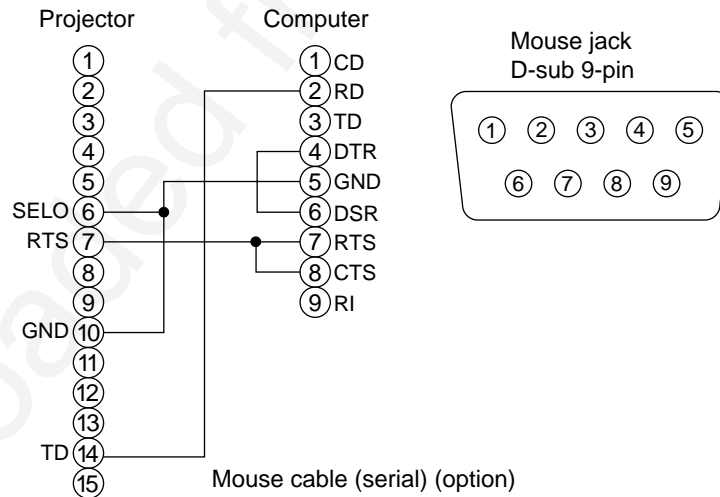 Projector
Computer
Mouse jack
D-sub 9-pin
1
2
3
4
5
SELO 6
RTS 7
8
9
GND 10
11
12
13
TD 14
15
1 CD
2 RD
3 TD
4 DTR
5 GND
6 DSR
7 RTS
8 CTS
9 RI
1 2 3 4 5
6 7 8 9
Mouse cable (serial) (option)